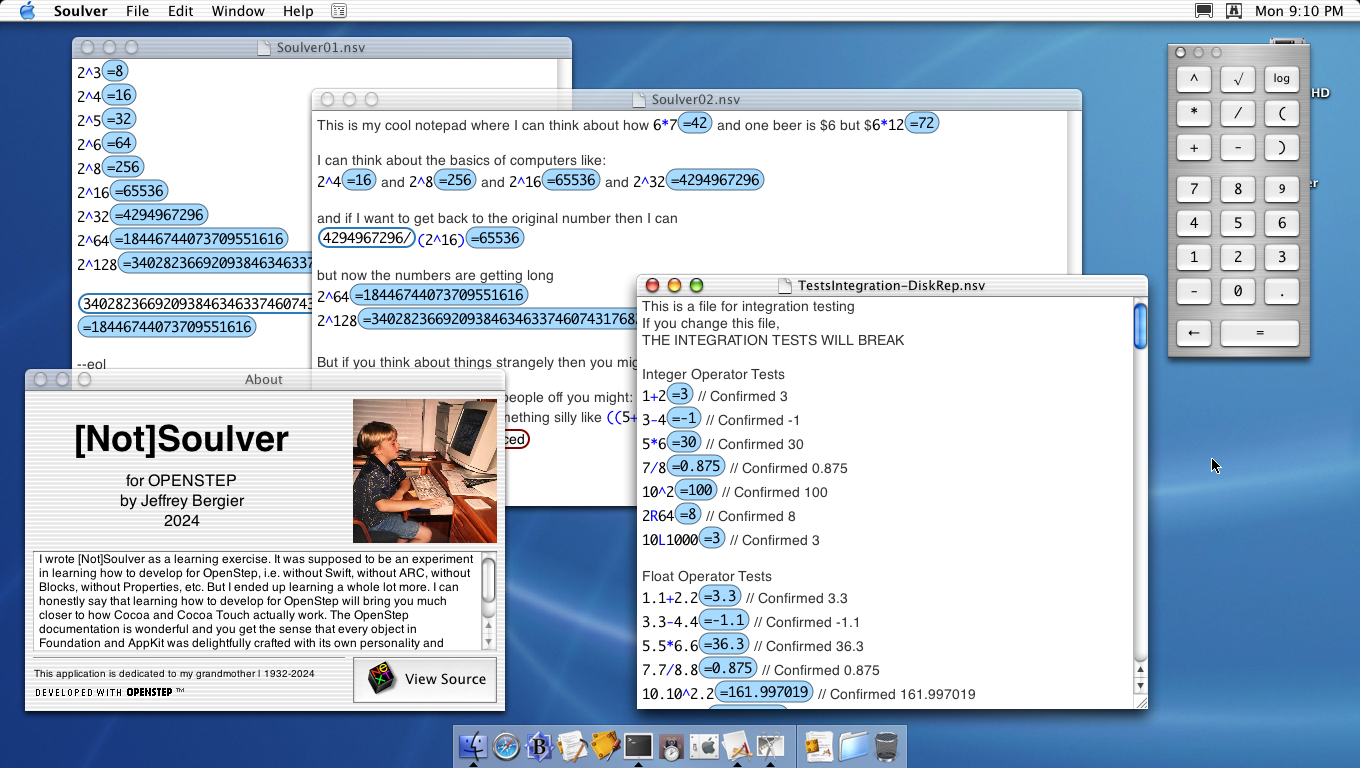 Soulver File Edit Window Help
Mon 9:10 PM
Soulver01.nsv
2^3=8
2^4=16
2^5=32
2^6=64
2^8=256
2^16=65536
2^32=4294967296
2^64=18446744073709551616
2^128=34028236692093846346337
34028236692093846346337460743
=18446744073709551616
--eol
Soulver02.nsv
This is my cool notepad where I can think about how 6*7=42 and one beer is $6 but $6*12=72
I can think about the basics of computers like:
2^4=16 and 2^8=256 and 2^16=65536 and 2^32=4294967296
and if I want to get back to the original number then I can
4294967296/(2^16)=65536
but now the numbers are getting long
2^64=18446744073709551616
2^128=34028236692093846346337460743176
But if you think about things strangely then you
people off you might:
silly like ((5+
TestsIntegration-DiskRep.nsv
This is a file for integration testing
If you change this file,
THE INTEGRATION TESTS WILL BREAK
Integer Operator Tests
1+2=3 // Confirmed 3
3-4=-1 // Confirmed -1
5*6=30 // Confirmed 30
7/8=0.875 // Confirmed 0.875
10^2=100 // Confirmed 100
2R64=8 // Confirmed 8
10L1000=3 // Confirmed 3
Float Operator Tests
1.1+2.2=3.3 // Confirmed 3.3
3.3-4.4=-1.1 // Confirmed -1.1
5.5*6.6=36.3 // Confirmed 36.3
7.7/8.8=0.875 // Confirmed 0.875
10.10^2.2=161.997019 // Confirmed 161.997019
About
[Not]Soulver
for OPENSTEP
by Jeffrey Bergier
2024
I wrote [Not]Soulver as a learning exercise. It was supposed to be an experiment
in learning how to develop for OpenStep, i.e. without Swift, without ARC, without
Blocks, without Properties, etc. But I ended up learning a whole lot more. I can
honestly say that learning how to develop for OpenStep will bring you much
closer to how Cocoa and Cocoa Touch actually work. The OpenStep
documentation is wonderful and you get the sense that every object in
Foundation and AppKit was delightfully crafted with its own personality and
This application is dedicated to my grandmother | 1932-2024
DEVELOPED WITH OPENSTEP ™
View Source
^ √ log
* / (
+ - )
7 8 9
4 5 6
1 2 3
- 0 .
← =
HD